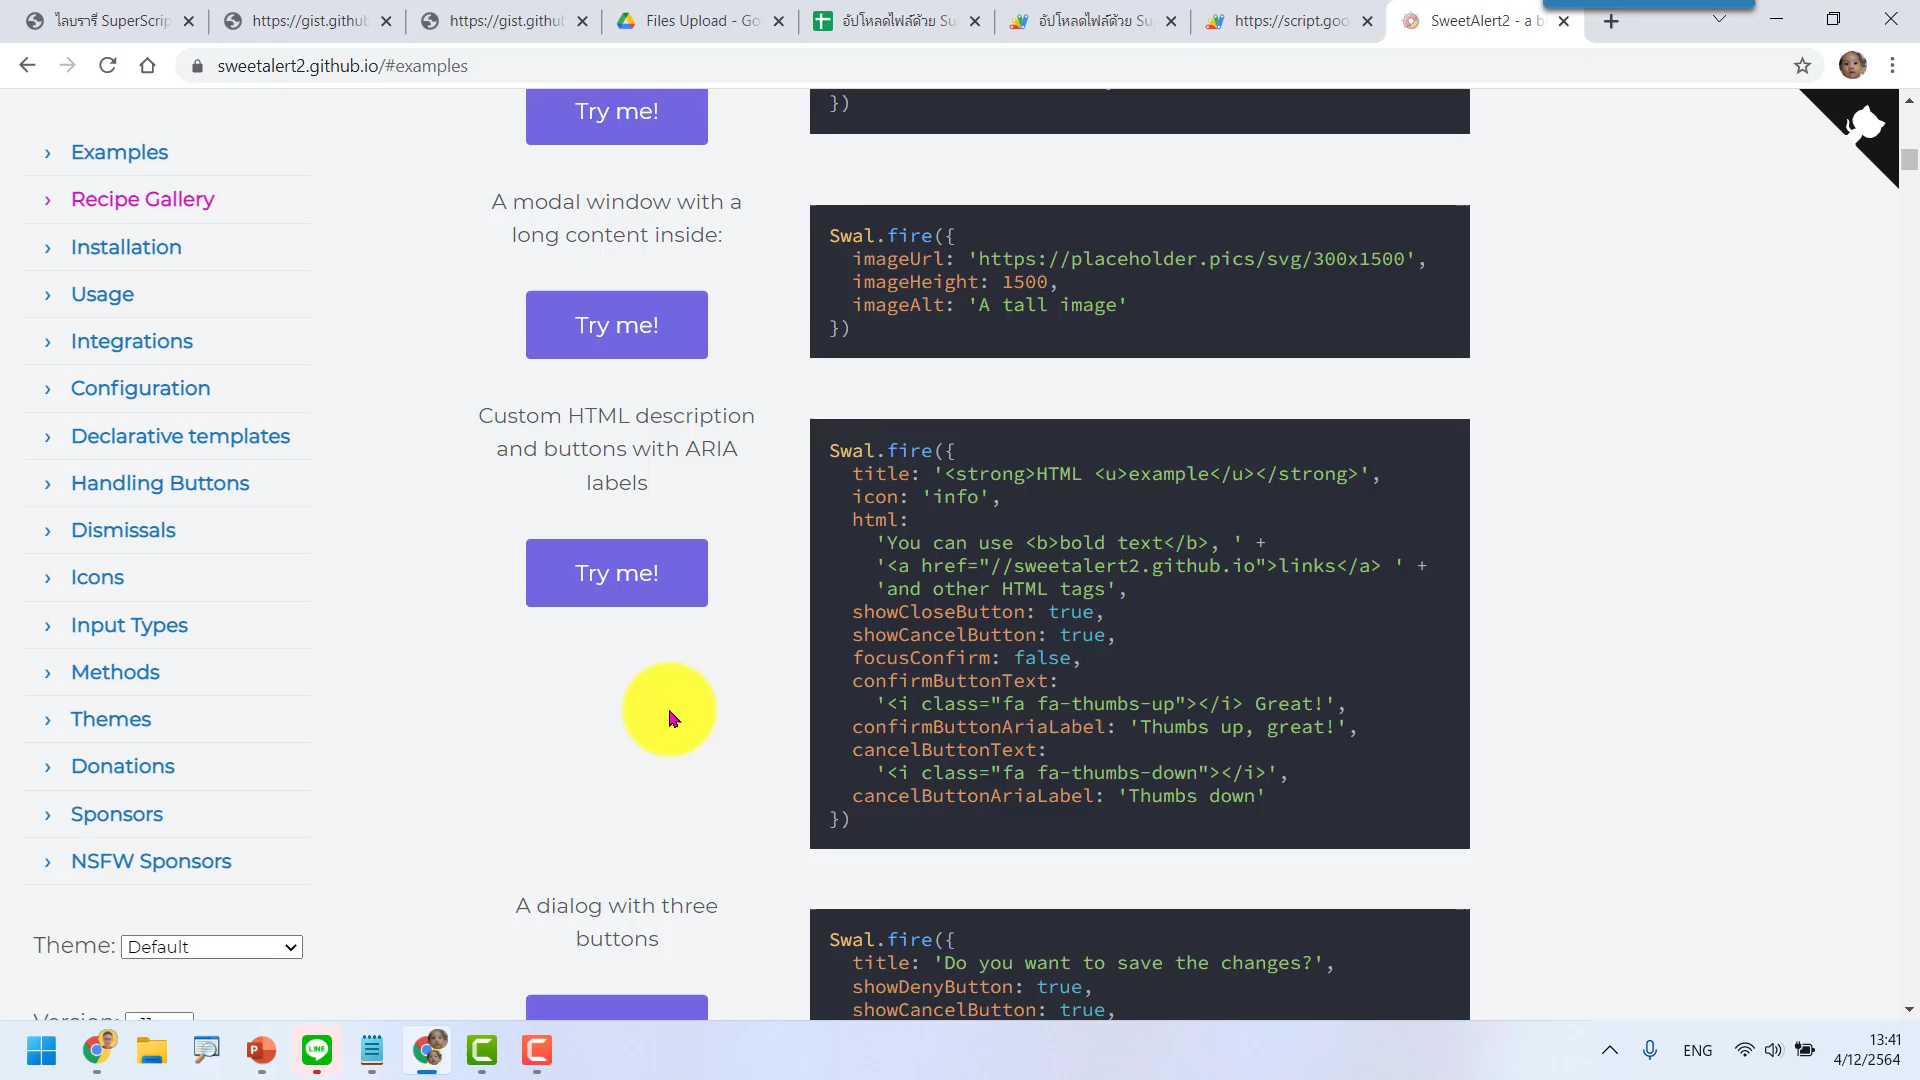 ไลบรารี SuperScrip
https://gist.githu
https://gist.githu
Files Upload - Go
อัปโหลดไฟล์ด้วย Su
อัปโหลดไฟล์ด้วย Su
https://script.goo
SweetAlert2 - a b
sweetalert2.github.io/#examples
Examples
Recipe Gallery
Installation
Usage
Integrations
Configuration
Declarative templates
Handling Buttons
Dismissals
Icons
Input Types
Methods
Themes
Donations
Sponsors
NSFW Sponsors
Theme: Default
Version:
Try me!
})
A modal window with a
long content inside:
Try me!
Swal.fire({
imageUrl: 'https://placeholder.pics/svg/300x1500',
imageHeight: 1500,
imageAlt: 'A tall image'
})
Custom HTML description
and buttons with ARIA
labels
Try me!
Swal.fire({
title: '<strong>HTML <u>example</u></strong>',
icon: 'info',
html:
'You can use <b>bold text</b>, ' +
'<a href="//sweetalert2.github.io">links</a> ' +
'and other HTML tags',
showCloseButton: true,
showCancelButton: true,
focusConfirm: false,
confirmButtonText:
'<i class="fa fa-thumbs-up"></i> Great!',
confirmButtonAriaLabel: 'Thumbs up, great!',
cancelButtonText:
'<i class="fa fa-thumbs-down"></i>',
cancelButtonAriaLabel: 'Thumbs down'
})
A dialog with three
buttons
Swal.fire({
title: 'Do you want to save the changes?',
showDenyButton: true,
showCancelButton: true,
LINE
ENG
13:41
4/12/2564